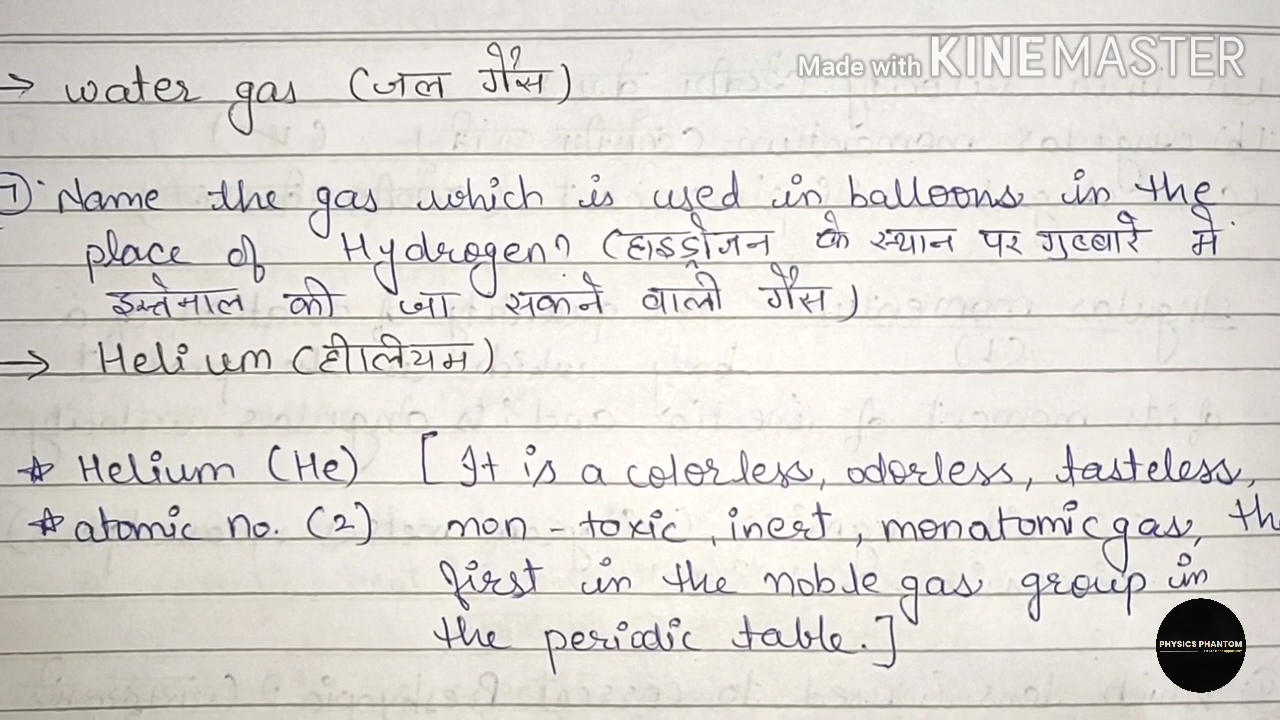 Made with KINEMASTER
→ water gas (जल गैस)
7 Name the gas which is used in balloons in the
place of Hydrogen? (हाइड्रोजन के स्थान पर गुब्बारे में
इस्तेमाल की जा सकने वाली गैस)
→ Helium (हीलियम)
* Helium (He) [It is a colorless, odorless, tasteless,
* atomic no. (2) non-toxic, inert, monatomic gas, th
first in the noble gas group in
the periodic table.]
PHYSICS PHANTOM